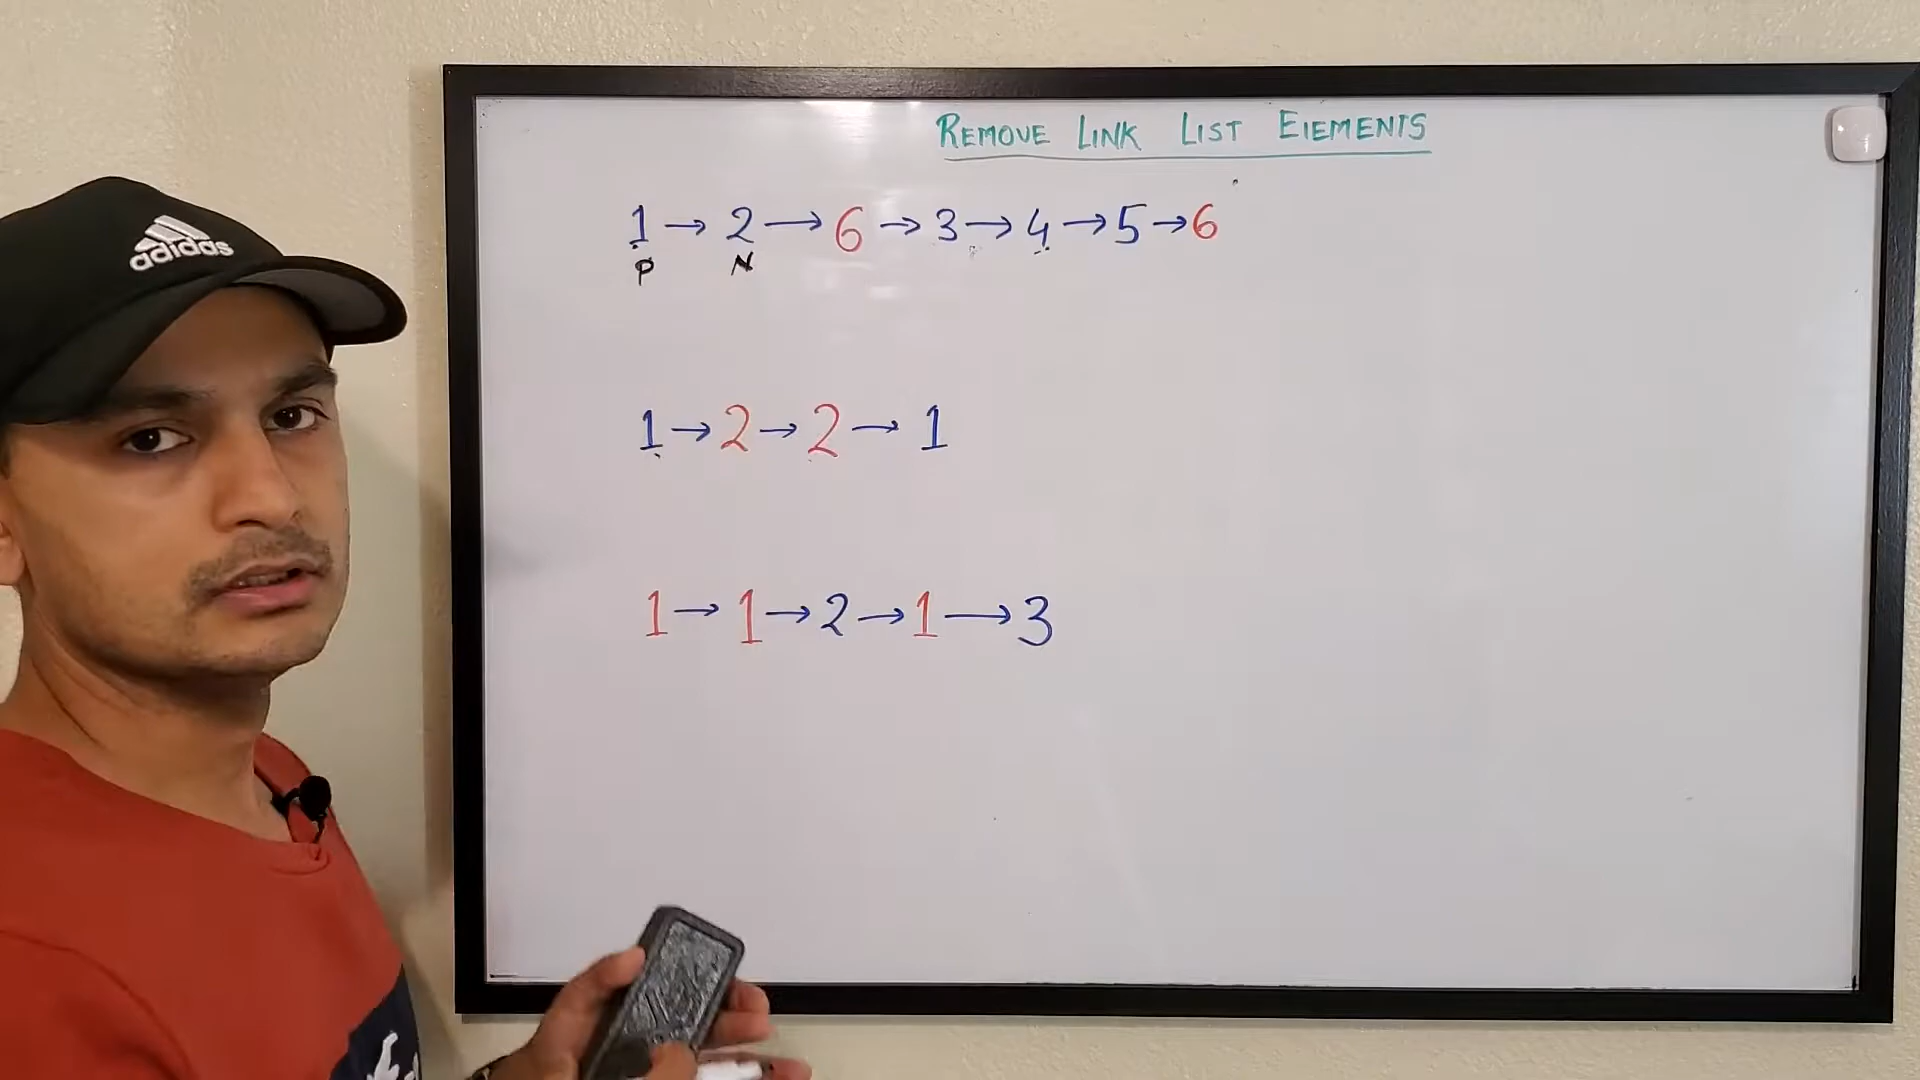 REMOVE LINK LIST ElEMENTS
1 → 2 → 6 → 3 → 4 → 5 → 6
P N
1 → 2 → 2 → 1
1 → 1 → 2 → 1 → 3
adidas